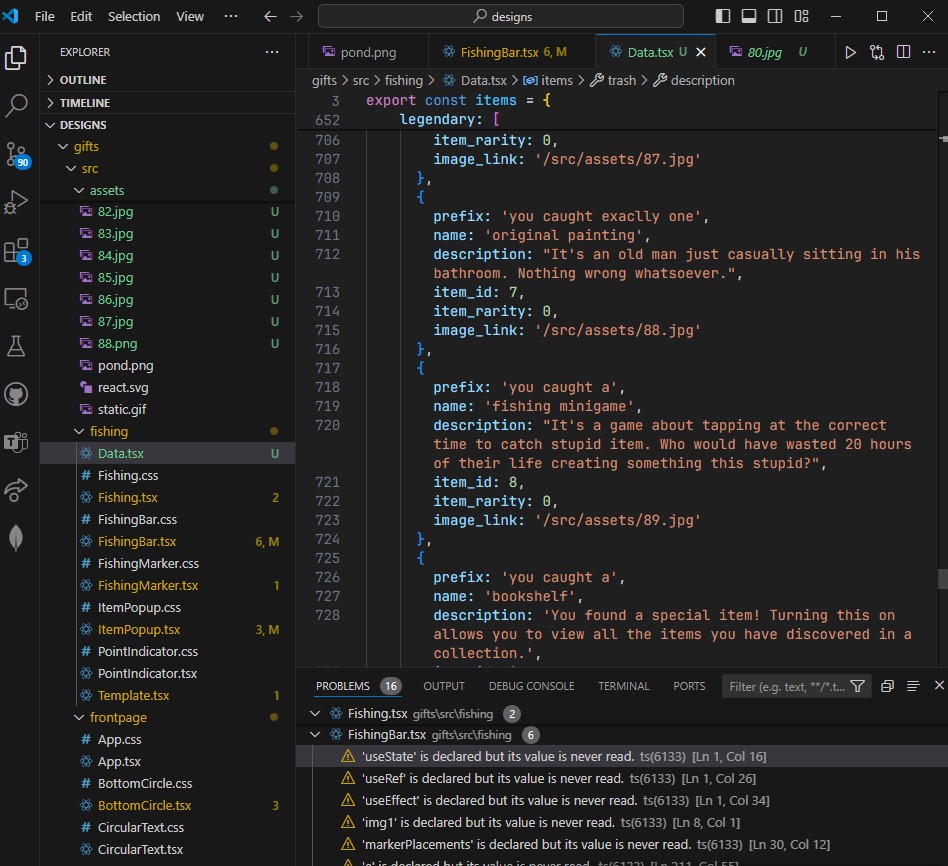 File Edit Selection View ··· designs
EXPLORER ···
OUTLINE
TIMELINE
DESIGNS
gifts
src
assets
82.jpg U
83.jpg U
84.jpg U
85.jpg U
86.jpg U
87.jpg U
88.png U
pond.png
react.svg
static.gif
fishing
Data.tsx U
# Fishing.css
Fishing.tsx 2
# FishingBar.css
FishingBar.tsx 6, M
# FishingMarker.css
FishingMarker.tsx 1
# ItemPopup.css
ItemPopup.tsx 3, M
# PointIndicator.css
PointIndicator.tsx
Template.tsx 1
frontpage
# App.css
App.tsx
# BottomCircle.css
BottomCircle.tsx 3
# CircularText.css
CircularText.tsx
90
3
pond.png FishingBar.tsx 6, M Data.tsx U 80.jpg U
gifts > src > fishing > Data.tsx > items > trash > description
3 export const items = {
652 legendary: [
706 item_rarity: 0,
707 image_link: '/src/assets/87.jpg'
708 },
709 {
710 prefix: 'you caught exaclly one',
711 name: 'original painting',
712 description: "It's an old man just casually sitting in his
bathroom. Nothing wrong whatsoever.",
713 item_id: 7,
714 item_rarity: 0,
715 image_link: '/src/assets/88.jpg'
716 },
717 {
718 prefix: 'you caught a',
719 name: 'fishing minigame',
720 description: "It's a game about tapping at the correct
time to catch stupid item. Who would have wasted 20 hours
of their life creating something this stupid?",
721 item_id: 8,
722 item_rarity: 0,
723 image_link: '/src/assets/89.jpg'
724 },
725 {
726 prefix: 'you caught a',
727 name: 'bookshelf',
728 description: 'You found a special item! Turning this on
allows you to view all the items you have discovered in a
collection.',
PROBLEMS 16 OUTPUT DEBUG CONSOLE TERMINAL PORTS Filter (e.g. text, **/*.t...
Fishing.tsx gifts\src\fishing 2
FishingBar.tsx gifts\src\fishing 6
'useState' is declared but its value is never read. ts(6133) [Ln 1, Col 16]
'useRef' is declared but its value is never read. ts(6133) [Ln 1, Col 26]
'useEffect' is declared but its value is never read. ts(6133) [Ln 1, Col 34]
'img1' is declared but its value is never read. ts(6133) [Ln 8, Col 1]
'markerPlacements' is declared but its value is never read. ts(6133) [Ln 30, Col 12]